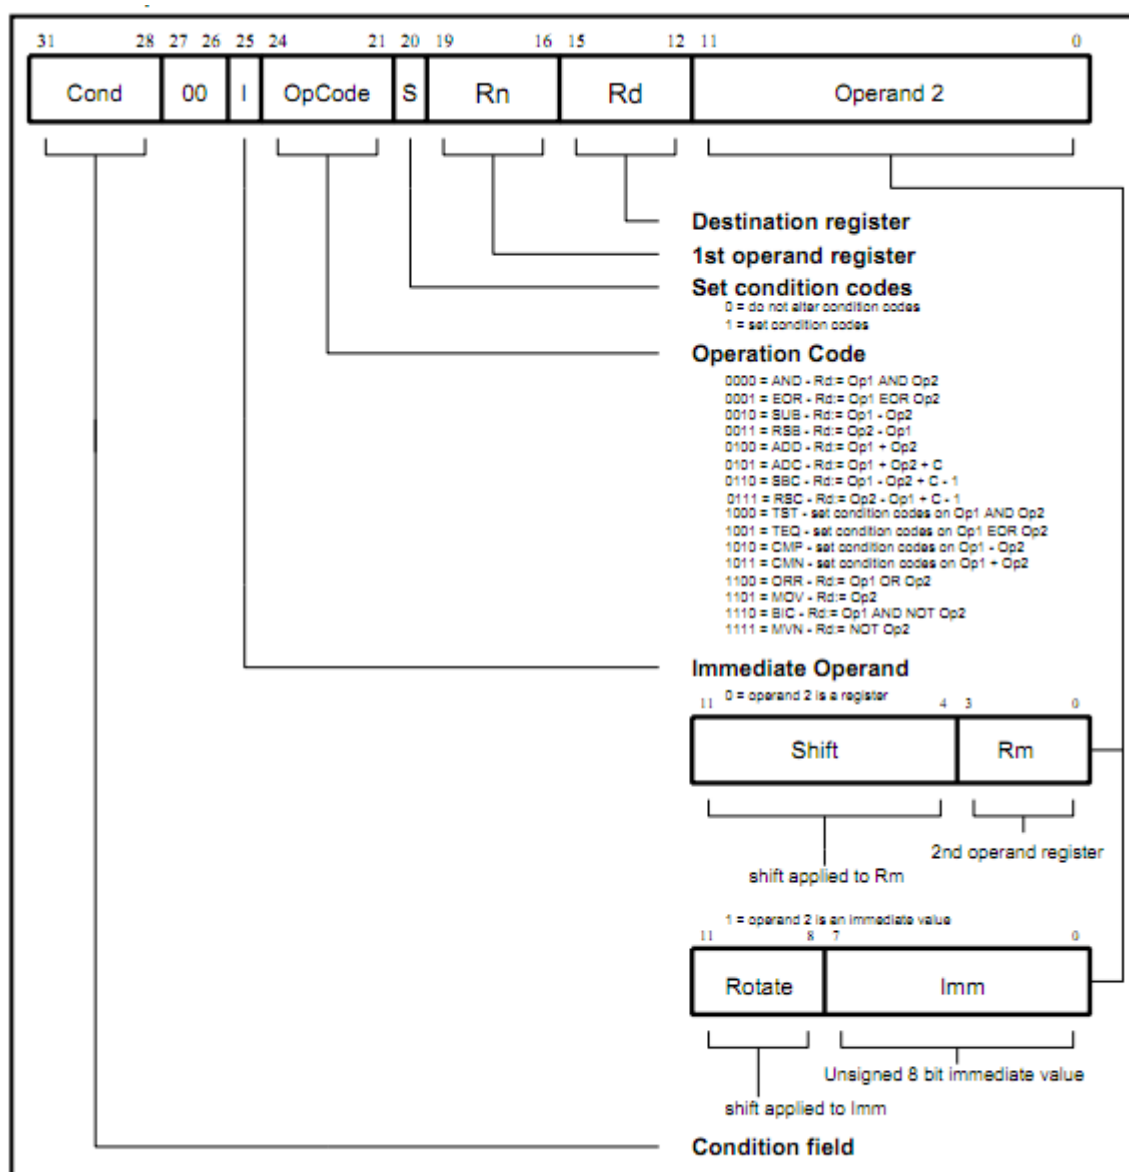 31 28 27 26 25 24 21 20 19 16 15 12 11 0
Cond 00 I OpCode S Rn Rd Operand 2
Destination register
1st operand register
Set condition codes
0 = do not alter condition codes
1 = set condition codes
Operation Code
0000 = AND - Rd:= Op1 AND Op2
0001 = EOR - Rd:= Op1 EOR Op2
0010 = SUB - Rd:= Op1 - Op2
0011 = RSB - Rd:= Op2 - Op1
0100 = ADD - Rd:= Op1 + Op2
0101 = ADC - Rd:= Op1 + Op2 + C
0110 = SBC - Rd:= Op1 - Op2 + C - 1
0111 = RSC - Rd:= Op2 - Op1 + C - 1
1000 = TST - set condition codes on Op1 AND Op2
1001 = TEQ - set condition codes on Op1 EOR Op2
1010 = CMP - set condition codes on Op1 - Op2
1011 = CMN - set condition codes on Op1 + Op2
1100 = ORR - Rd:= Op1 OR Op2
1101 = MOV - Rd:= Op2
1110 = BIC - Rd:= Op1 AND NOT Op2
1111 = MVN - Rd:= NOT Op2
Immediate Operand
0 = operand 2 is a register
11 4 3 0
Shift Rm
2nd operand register
shift applied to Rm
1 = operand 2 is an immediate value
11 8 7 0
Rotate Imm
Unsigned 8 bit immediate value
shift applied to Imm
Condition field